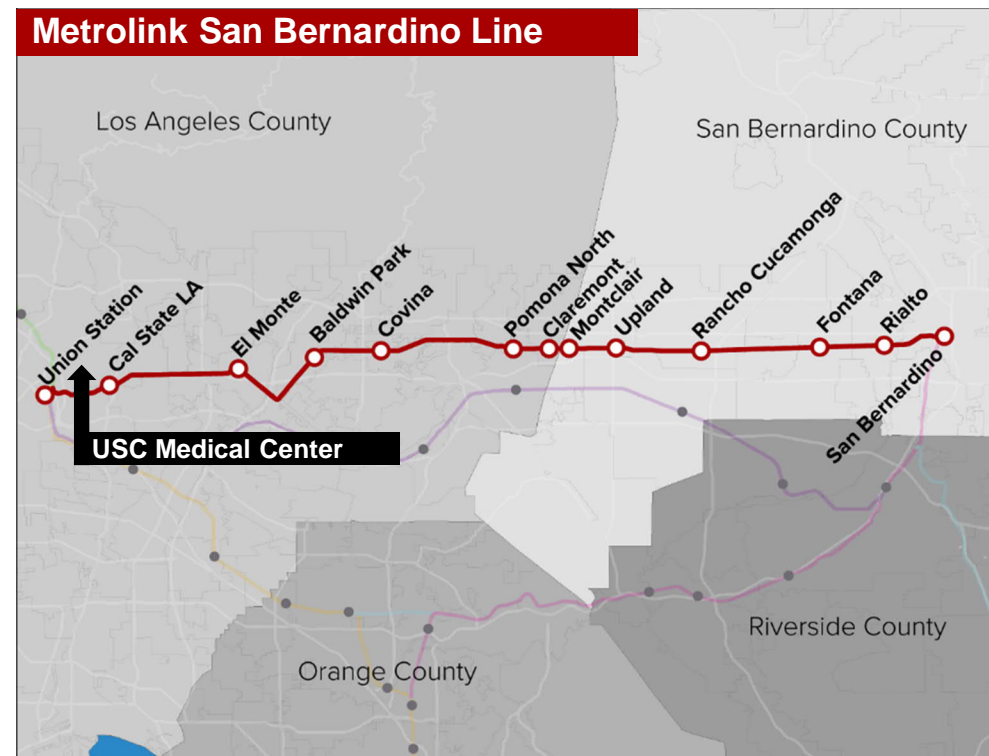 Metrolink San Bernardino Line
Los Angeles County
San Bernardino County
Union Station
Cal State LA
El Monte
Baldwin Park
Covina
Pomona North
Claremont
Montclair
Upland
Rancho Cucamonga
Fontana
Rialto
San Bernardino
USC Medical Center
Riverside County
Orange County